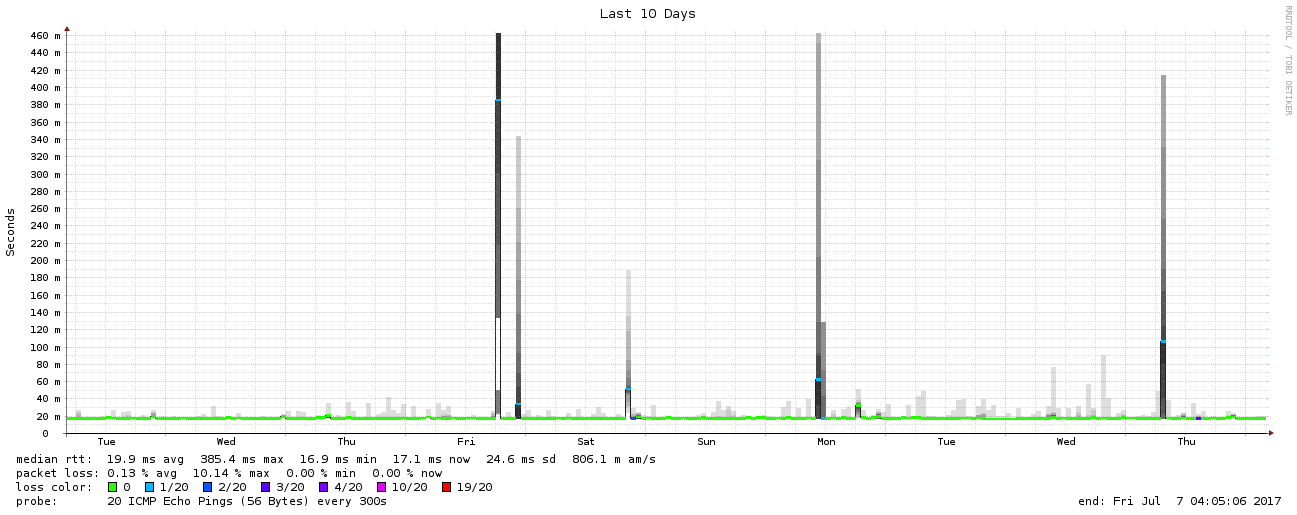 Last 10 Days
RRDTOOL / TOBI OETIKER
Seconds
460 m
440 m
420 m
400 m
380 m
360 m
340 m
320 m
300 m
280 m
260 m
240 m
220 m
200 m
180 m
160 m
140 m
120 m
100 m
80 m
60 m
40 m
20 m
0
Tue Wed Thu Fri Sat Sun Mon Tue Wed Thu
median rtt: 19.9 ms avg 385.4 ms max 16.9 ms min 17.1 ms now 24.6 ms sd 806.1 m am/s
packet loss: 0.13 % avg 10.14 % max 0.00 % min 0.00 % now
loss color: 0 1/20 2/20 3/20 4/20 10/20 19/20
probe: 20 ICMP Echo Pings (56 Bytes) every 300s end: Fri Jul 7 04:05:06 2017